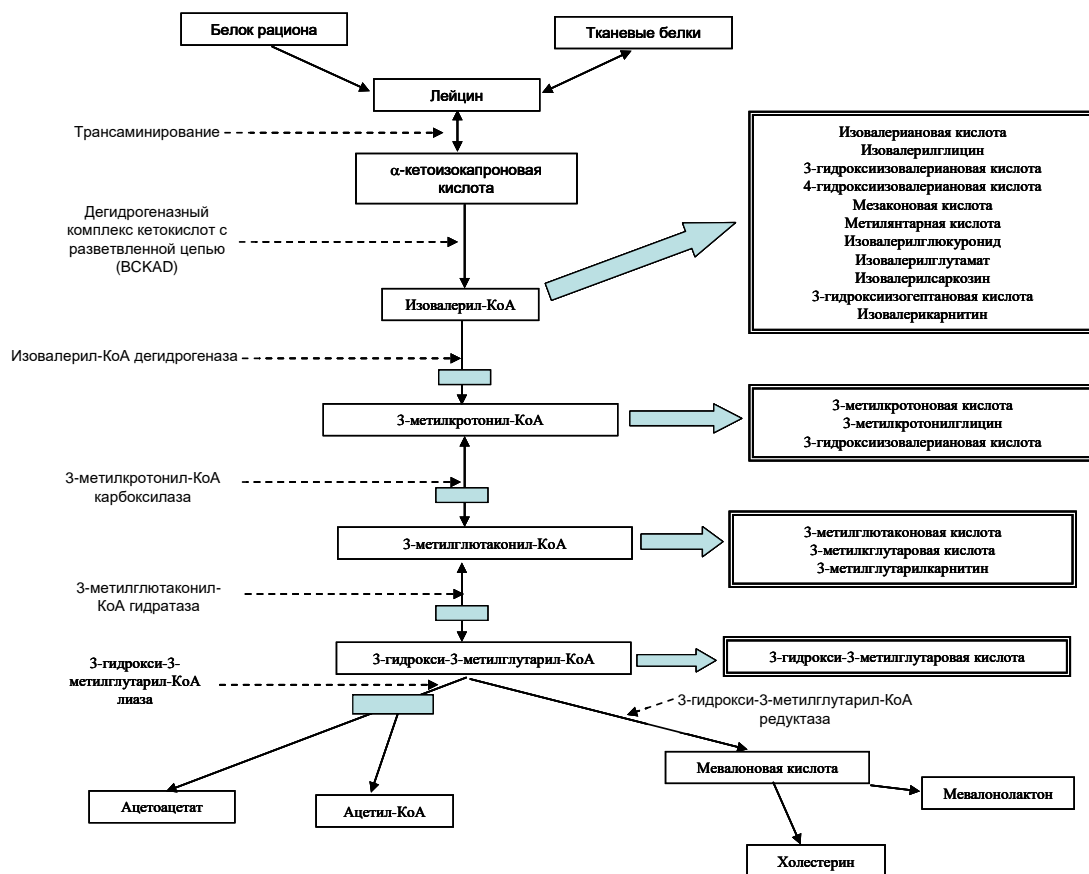 Белок рациона
Тканевые белки
Лейцин
Трансаминирование
α-кетоизокапроновая
кислота
Дегидрогеназный
комплекс кетокислот с
разветвленной цепью
(BCKAD)
Изовалериановая кислота
Изовалерилглицин
3-гидроксиизовалериановая кислота
4-гидроксиизовалериановая кислота
Мезаконовая кислота
Метилянтарная кислота
Изовалерилглюкуронид
Изовалерилглутамат
Изовалерилсаркозин
3-гидроксиизогептановая кислота
Изовалерикарнитин
Изовалерил-КоА
Изовалерил-КоА дегидрогеназа
3-метилкротонил-КоА
3-метилкротоновая кислота
3-метилкротонилглицин
3-гидроксиизовалериановая кислота
3-метилкротонил-КоА
карбоксилаза
3-метилглютаконил-КоА
3-метилглютаконовая кислота
3-метилкглутаровая кислота
3-метилглутарилкарнитин
3-метилглютаконил-
КоА гидратаза
3-гидрокси-3-метилглутарил-КоА
3-гидрокси-3-метилглутаровая кислота
3-гидрокси-3-
метилглутарил-КоА
лиаза
3-гидрокси-3-метилглутарил-КоА
редуктаза
Мевалоновая кислота
Ацетоацетат
Ацетил-КоА
Мевалонолактон
Холестерин